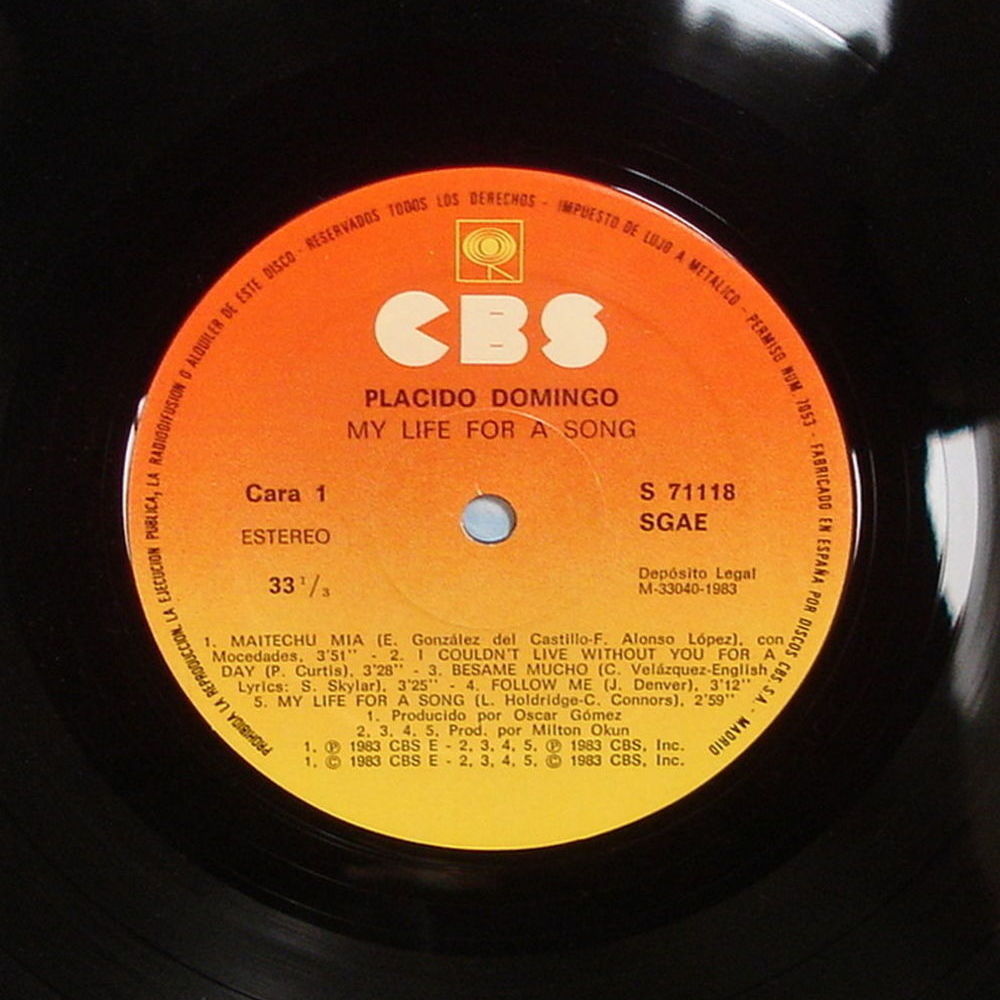 PROHIBIDA LA REPRODUCCION, LA EJECUCION PUBLICA, LA RADIODIFUSION O ALQUILER DE ESTE DISCO - RESERVADOS TODOS LOS DERECHOS - IMPUESTO DE LUJO A METALICO - PERMISO NUM. 7053 - FABRICADO EN ESPAÑA POR DISCOS CBS, S.A. - MADRID
CBS
PLACIDO DOMINGO
MY LIFE FOR A SONG
Cara 1
S 71118
SGAE
ESTEREO
33 1/3
Depósito Legal
M-33040-1983
1. MAITECHU MIA (E. González del Castillo-F. Alonso López), con
Mocedades, 3'51" - 2. I COULDN'T LIVE WITHOUT YOU FOR A
DAY (P. Curtis), 3'28" - 3. BESAME MUCHO (C. Velázquez-English
Lyrics: S. Skylar), 3'25" - 4. FOLLOW ME (J. Denver), 3'12"
5. MY LIFE FOR A SONG (L. Holdridge-C. Connors), 2'59"
1. Producido por Oscar Gómez
2, 3, 4, 5, Prod. por Milton Okun
1, Ⓟ 1983 CBS E - 2, 3, 4, 5, Ⓟ 1983 CBS, Inc.
1, © 1983 CBS E - 2, 3, 4, 5, © 1983 CBS, Inc.